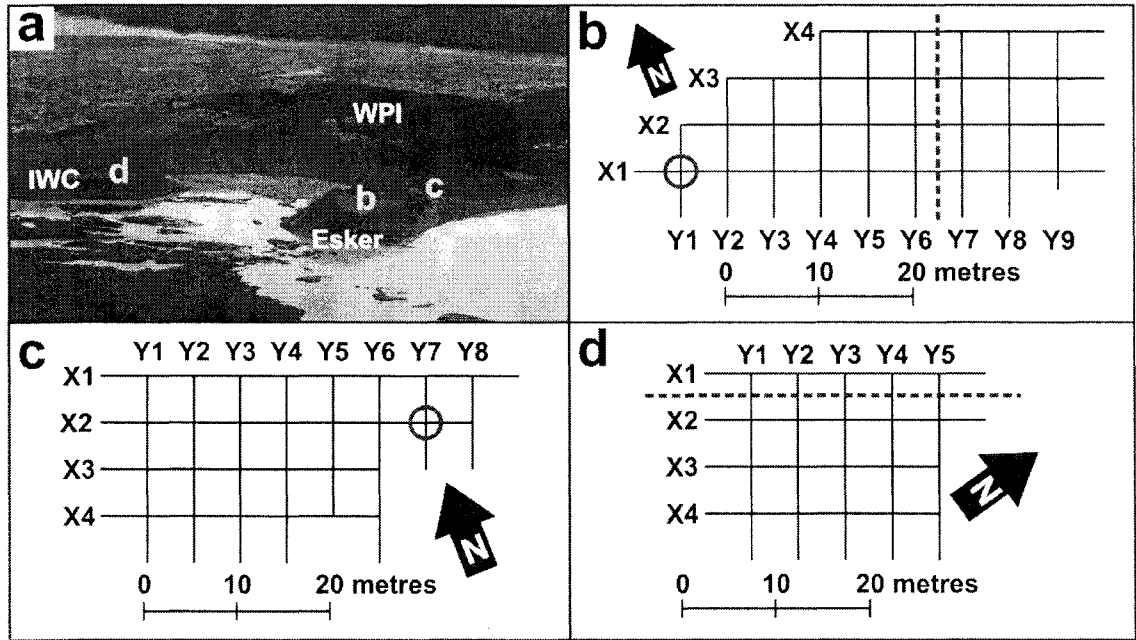 a
WPI
IWC
d
b
c
Esker
b
N
X4
X3
X2
X1
Y1 Y2 Y3 Y4 Y5 Y6 Y7 Y8 Y9
0 10 20 metres
c
Y1 Y2 Y3 Y4 Y5 Y6 Y7 Y8
X1
X2
X3
X4
N
0 10 20 metres
d
Y1 Y2 Y3 Y4 Y5
X1
X2
X3
X4
N
0 10 20 metres